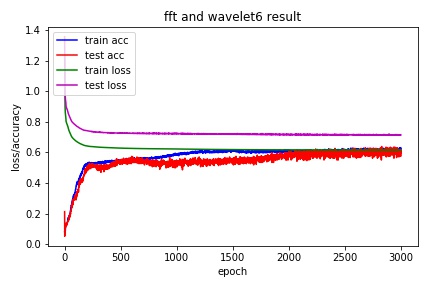 fft and wavelet6 result
train acc
test acc
train loss
test loss
loss/accuracy
1.4
1.2
1.0
0.8
0.6
0.4
0.2
0.0
0 500 1000 1500 2000 2500 3000
epoch